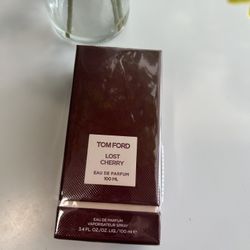 TOM FORD
LOST
CHERRY
EAU DE PARFUM
100 ML
EAU DE PARFUM
VAPORISATEUR SPRAY
3.4 FL.OZ./OZ. LIQ./100 ml ℮